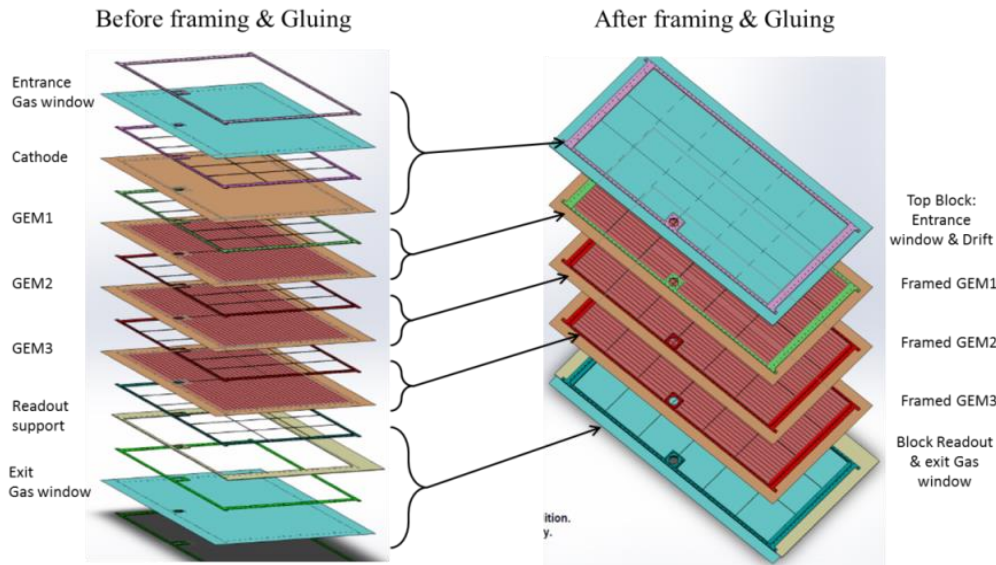 Before framing & Gluing
After framing & Gluing
Entrance
Gas window
Cathode
GEM1
GEM2
GEM3
Readout
support
Exit
Gas window
Top Block:
Entrance
window & Drift
Framed GEM1
Framed GEM2
Framed GEM3
Block Readout
& exit Gas
window
ition.
y.